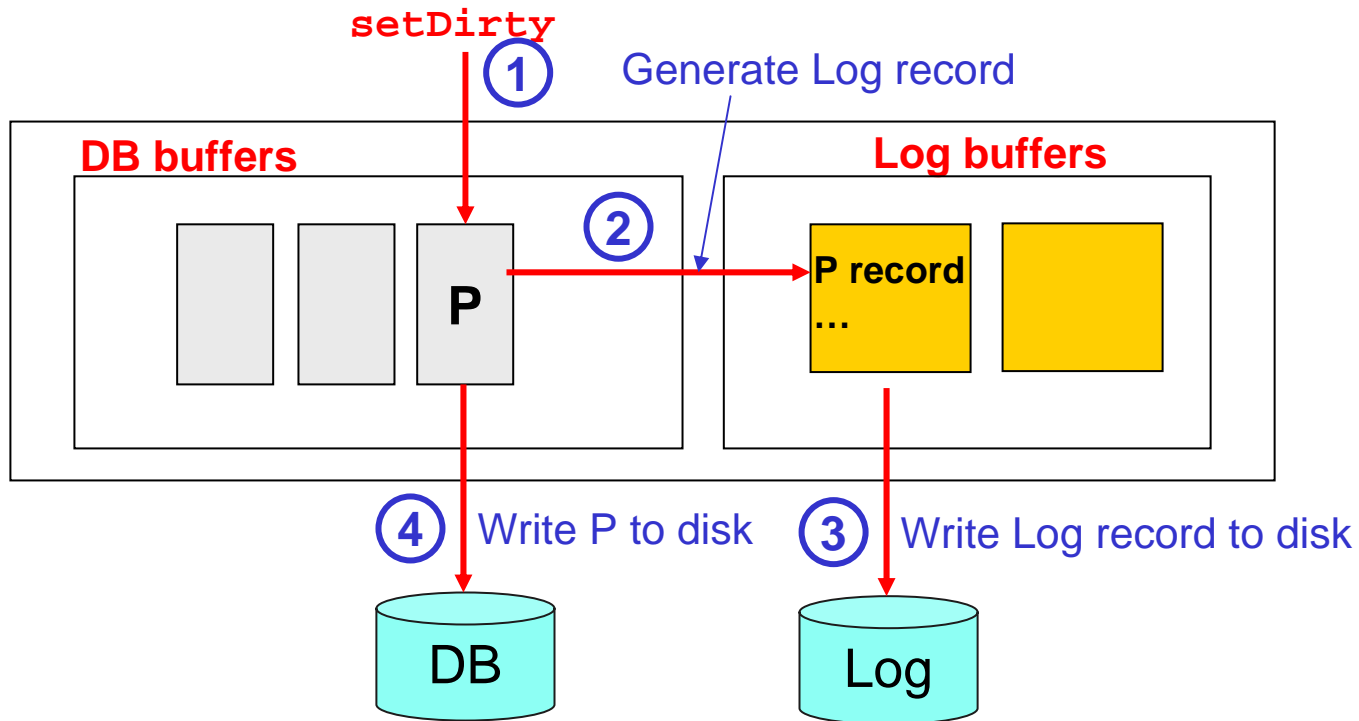 setDirty
1
Generate Log record
DB buffers
Log buffers
2
P
P record
...
4
Write P to disk
3
Write Log record to disk
DB
Log